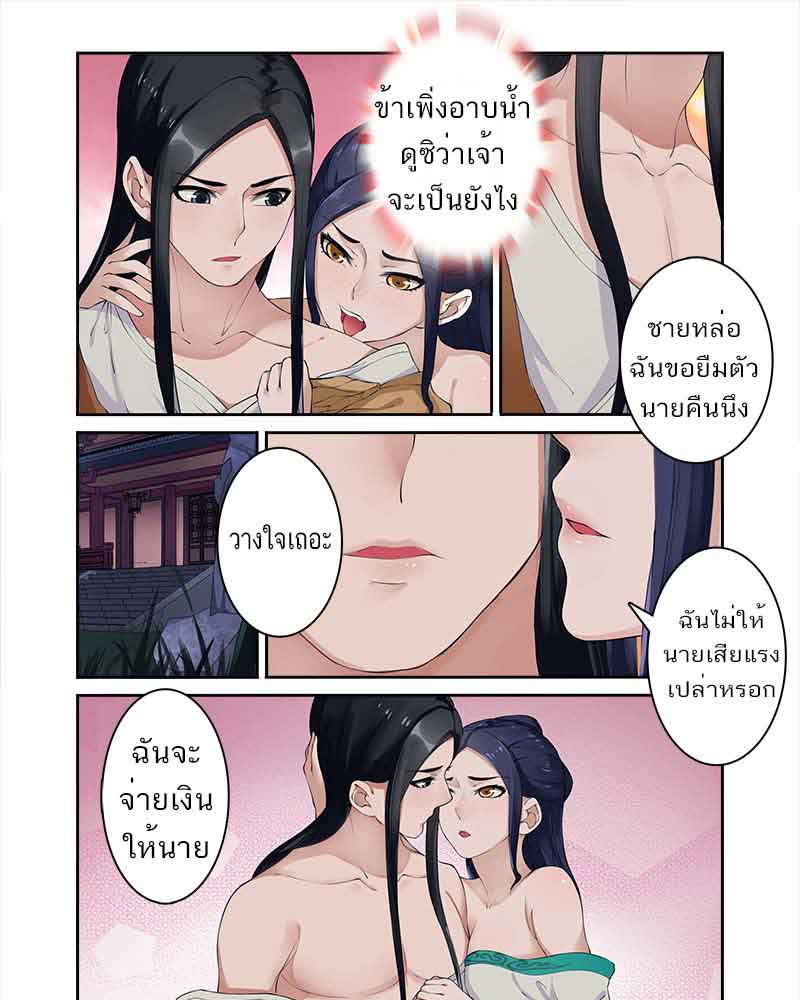 ข้าเพิ่งอาบน้ำ
ดูซิว่าเจ้า
จะเป็นยังไง
ชายหล่อ
ฉันขอยืมตัว
นายคืนนึง
วางใจเถอะ
ฉันไม่ให้
นายเสียแรง
เปล่าหรอก
ฉันจะ
จ่ายเงิน
ให้นาย